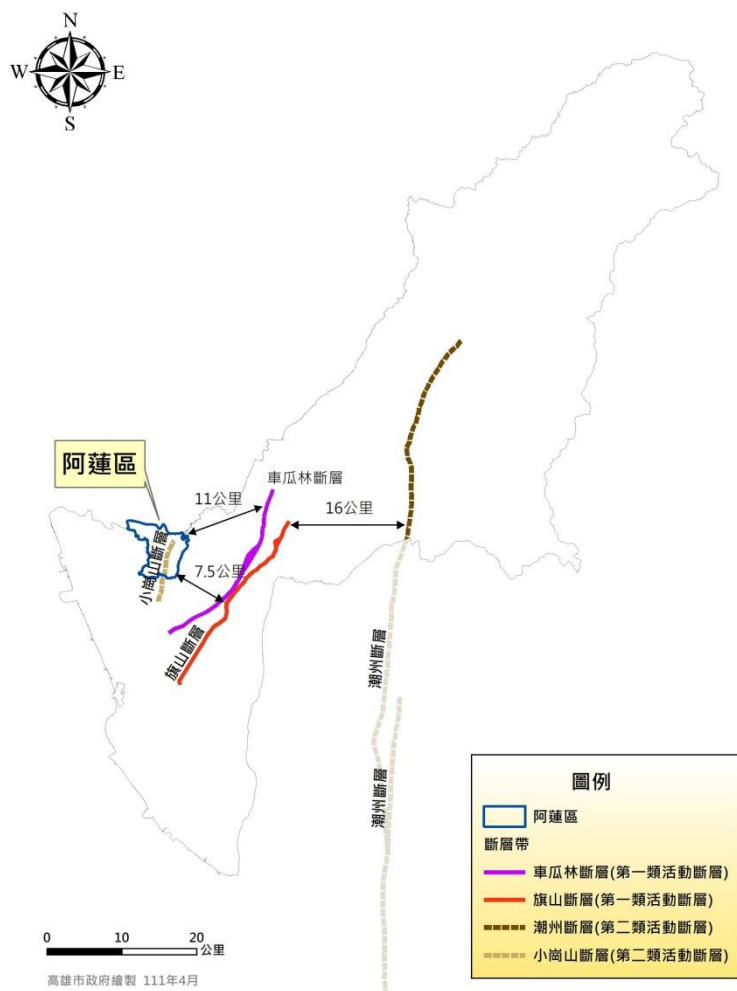 N
W
E
S
阿蓮區
車瓜林斷層
11公里
16公里
小崗山斷層
7.5公里
旗山斷層
潮州斷層
潮州斷層
圖例
阿蓮區
斷層帶
車瓜林斷層(第一類活動斷層)
旗山斷層(第一類活動斷層)
潮州斷層(第二類活動斷層)
小崗山斷層(第二類活動斷層)
0 10 20
公里
高雄市政府繪製 111年4月